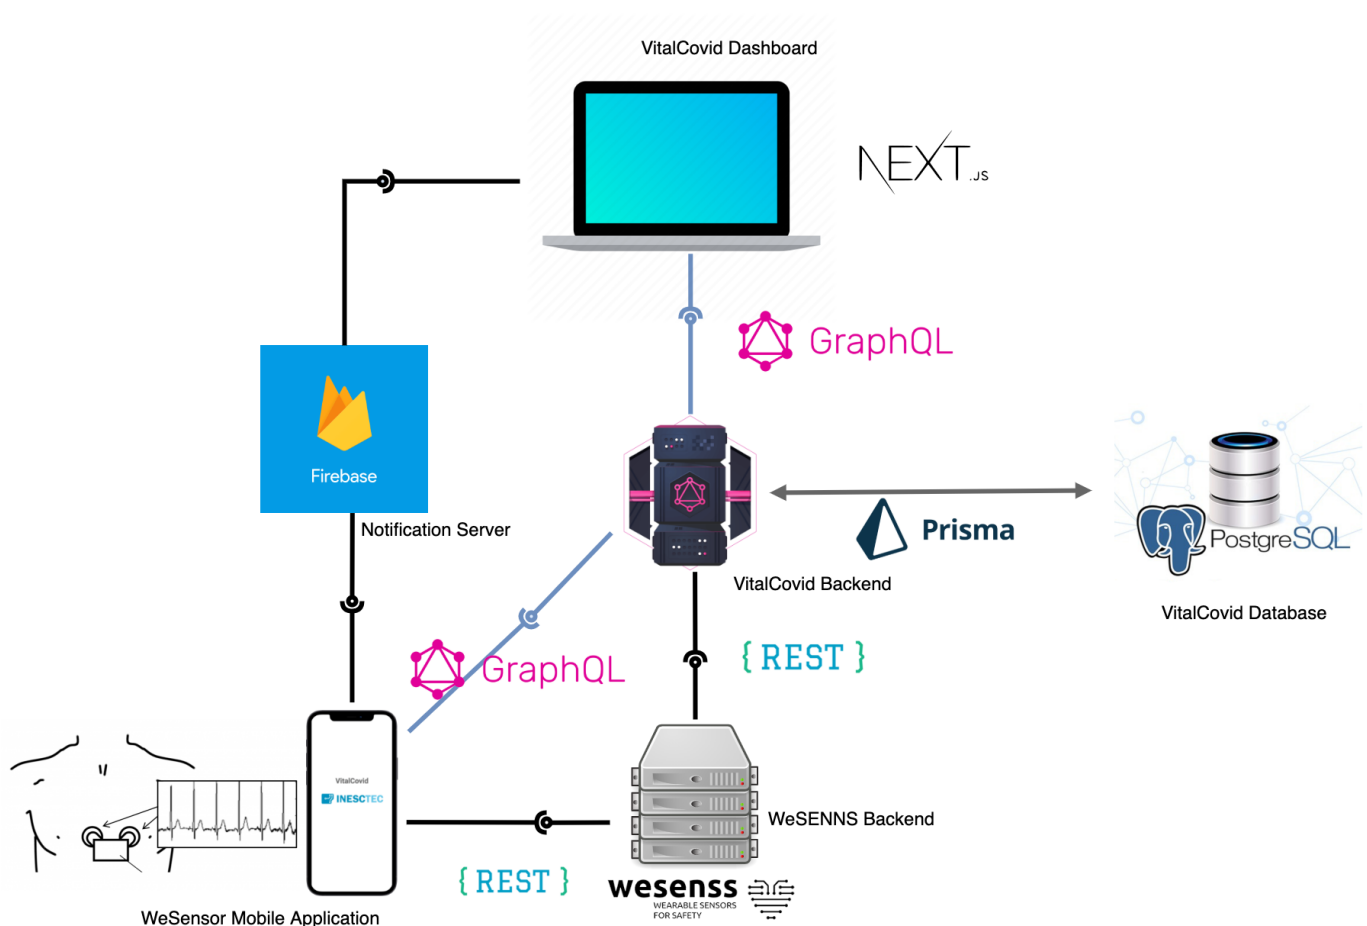 VitalCovid Dashboard
NEXT.JS
GraphQL
Firebase
Notification Server
Prisma
PostgreSQL
VitalCovid Backend
VitalCovid Database
{ REST }
GraphQL
VitalCovid
INESCTEC
WeSENNS Backend
{ REST }
wesenss
WEARABLE SENSORS
FOR SAFETY
WeSensor Mobile Application